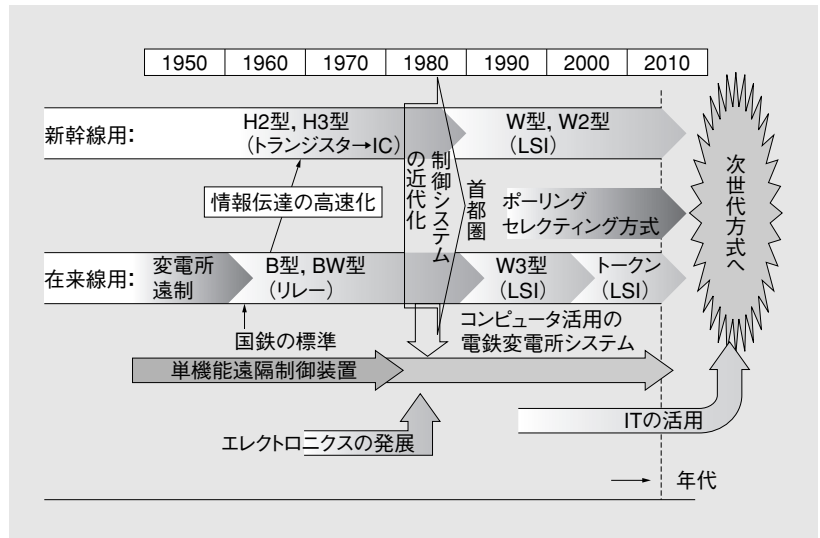 1950 1960 1970 1980 1990 2000 2010
新幹線用:
H2型, H3型
(トランジスタ→IC)
W型, W2型
(LSI)
制御システム
の近代化
首都圏
次世代方式へ
情報伝達の高速化
ポーリング
セレクティング方式
在来線用:
変電所
遠制
B型, BW型
(リレー)
W3型
(LSI)
トークン
(LSI)
国鉄の標準
コンピュータ活用の
電鉄変電所システム
単機能遠隔制御装置
ITの活用
エレクトロニクスの発展
年代